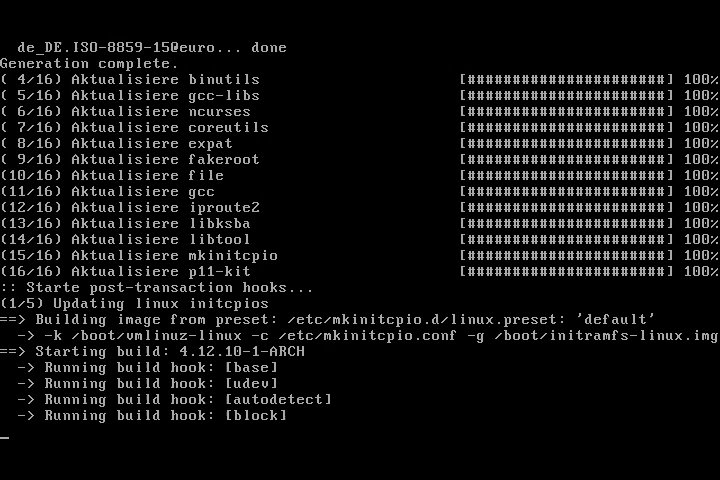 de_DE.ISO-8859-15@euro... done
Generation complete.
( 4/16) Aktualisiere binutils [######################] 100%
( 5/16) Aktualisiere gcc-libs [######################] 100%
( 6/16) Aktualisiere ncurses [######################] 100%
( 7/16) Aktualisiere coreutils [######################] 100%
( 8/16) Aktualisiere expat [######################] 100%
( 9/16) Aktualisiere fakeroot [######################] 100%
(10/16) Aktualisiere file [######################] 100%
(11/16) Aktualisiere gcc [######################] 100%
(12/16) Aktualisiere iproute2 [######################] 100%
(13/16) Aktualisiere libksba [######################] 100%
(14/16) Aktualisiere libtool [######################] 100%
(15/16) Aktualisiere mkinitcpio [######################] 100%
(16/16) Aktualisiere p11-kit [######################] 100%
:: Starte post-transaction hooks...
(1/5) Updating linux initcpios
==> Building image from preset: /etc/mkinitcpio.d/linux.preset: 'default'
-> -k /boot/vmlinuz-linux -c /etc/mkinitcpio.conf -g /boot/initramfs-linux.img
==> Starting build: 4.12.10-1-ARCH
-> Running build hook: [base]
-> Running build hook: [udev]
-> Running build hook: [autodetect]
-> Running build hook: [block]